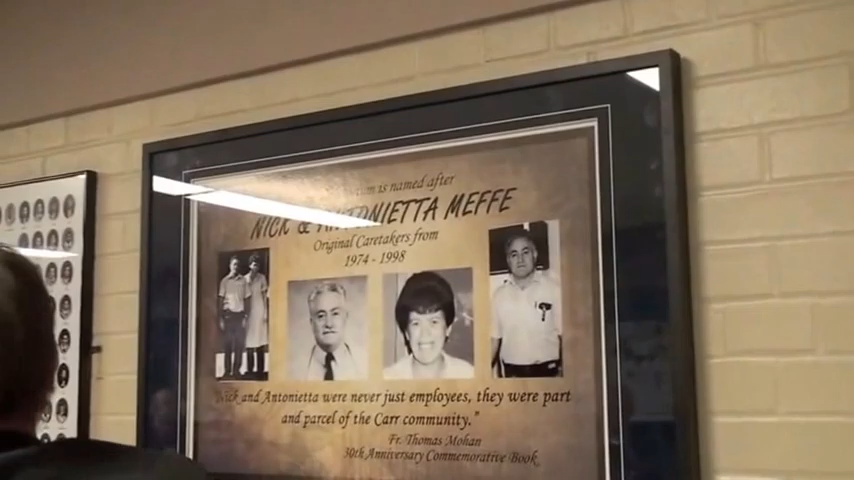 is named after
NICK & ANTONIETTA MEFFE
Original Caretakers from
1974 - 1998
Nick and Antonietta were never just employees, they were part
and parcel of the Carr community."
Fr. Thomas Mohan
30th Anniversary Commemorative Book